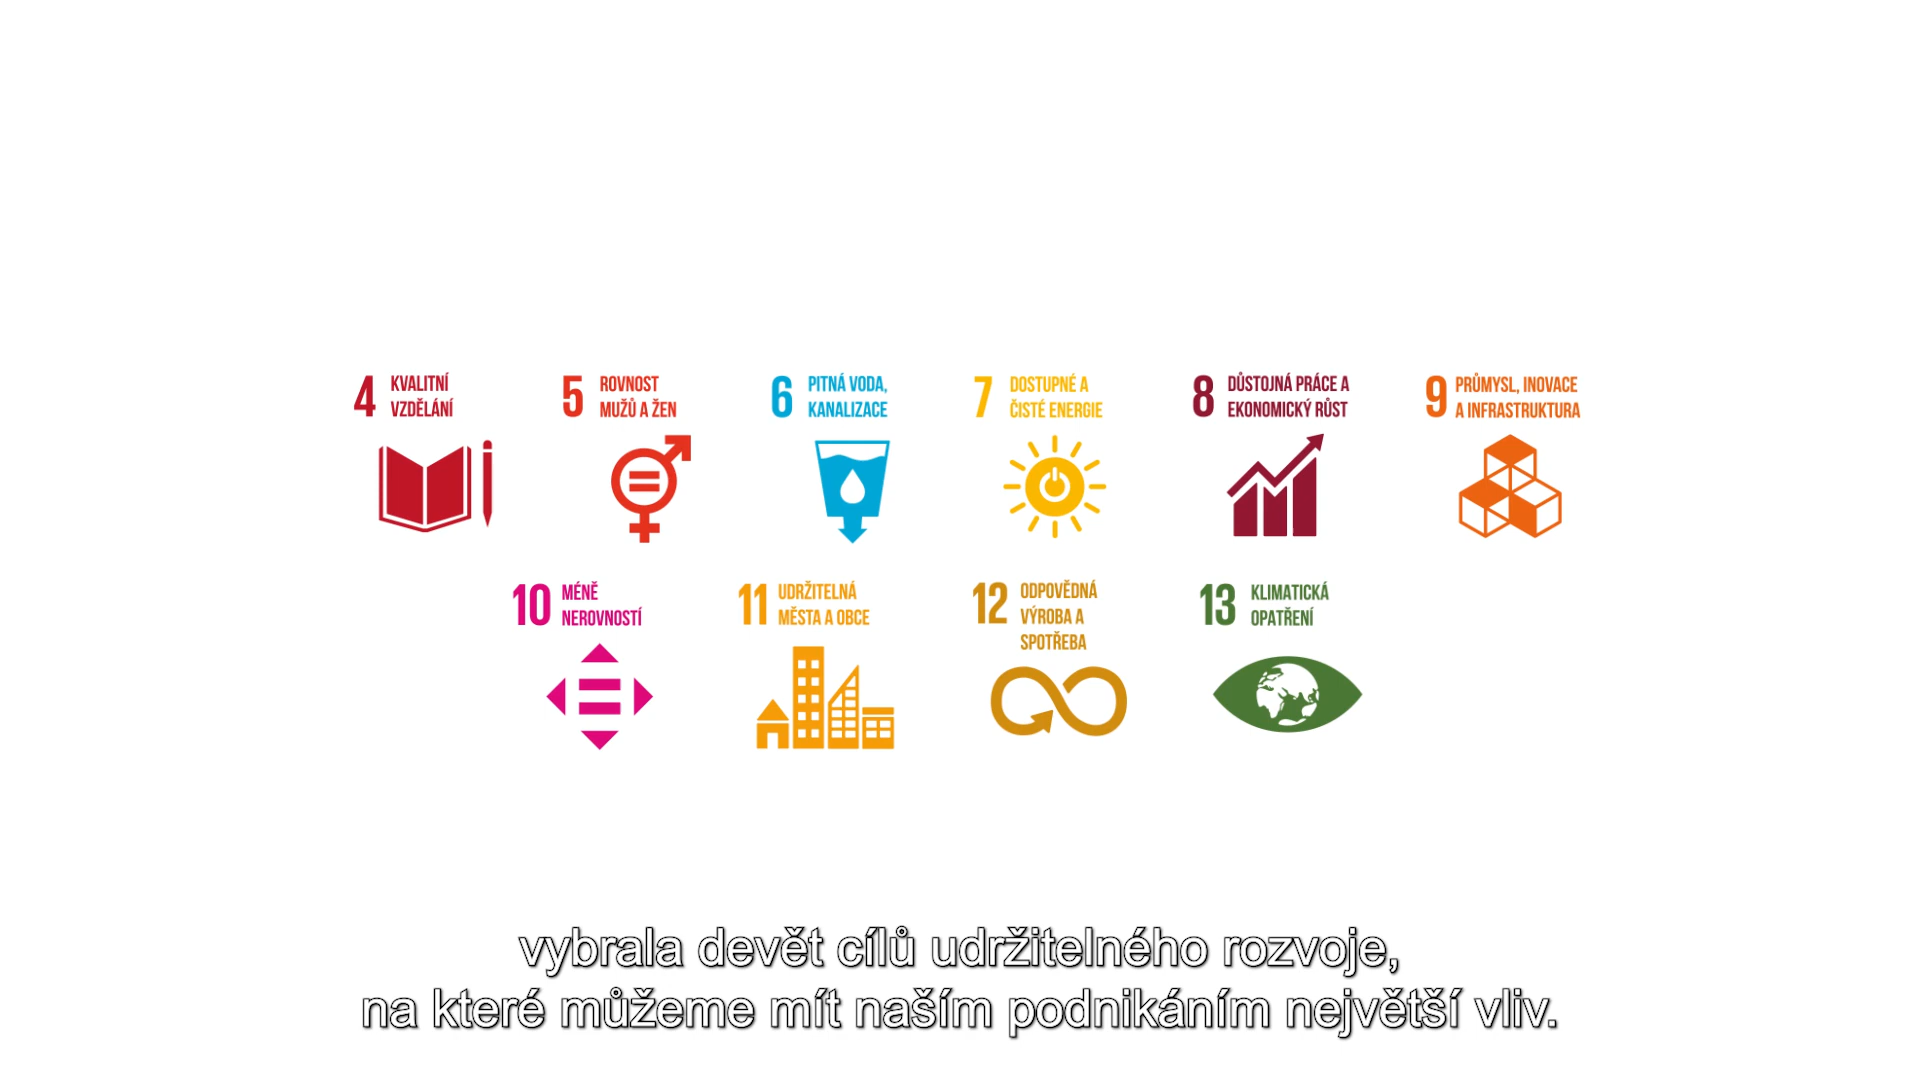 4 KVALITNÍ
VZDĚLÁNÍ
5 ROVNOST
MUŽŮ A ŽEN
6 PITNÁ VODA,
KANALIZACE
7 DOSTUPNÉ A
ČISTÉ ENERGIE
8 DŮSTOJNÁ PRÁCE A
EKONOMICKÝ RŮST
9 PRŮMYSL, INOVACE
A INFRASTRUKTURA
10 MÉNĚ
NEROVNOSTÍ
11 UDRŽITELNÁ
MĚSTA A OBCE
12 ODPOVĚDNÁ
VÝROBA A
SPOTŘEBA
13 KLIMATICKÁ
OPATŘENÍ
vybrala devět cílů udržitelného rozvoje,
na které můžeme mít naším podnikáním největší vliv.